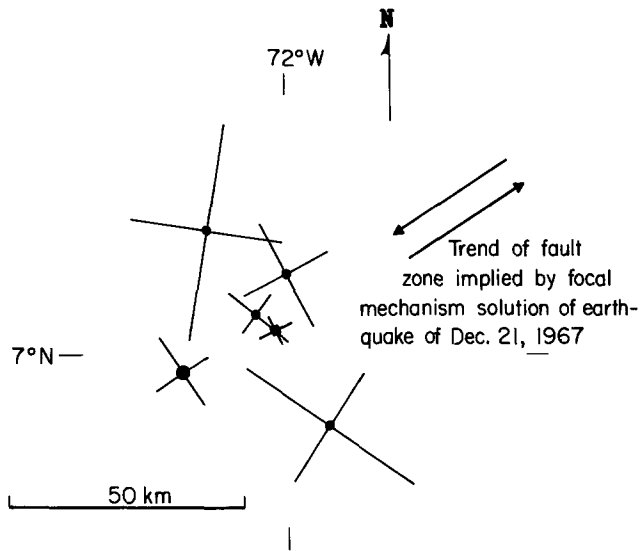 N
72°W
Trend of fault
zone implied by focal
mechanism solution of earth-
quake of Dec. 21, 1967
7°N
50 km